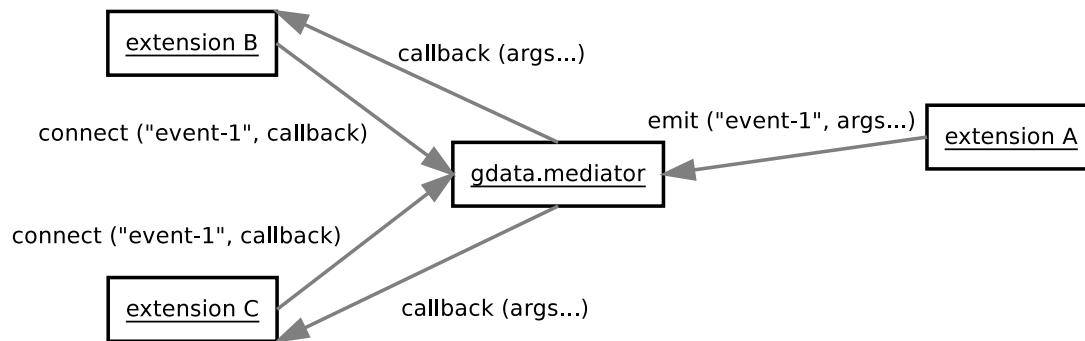 extension B
callback (args...)
connect ("event-1", callback)
emit ("event-1", args...)
extension A
gdata.mediator
connect ("event-1", callback)
extension C
callback (args...)